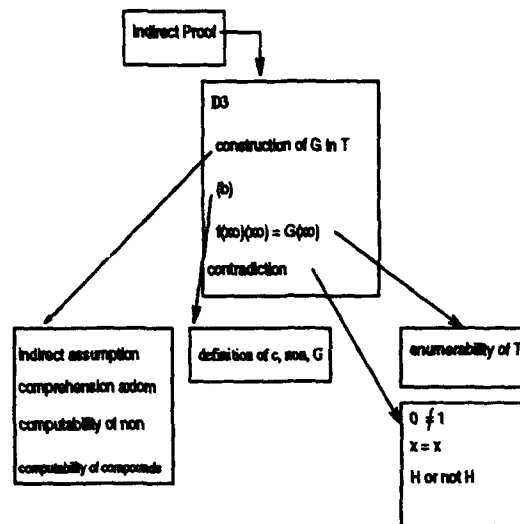 Indirect Proof
D3
construction of G in T
(b)
f(xo)(xo) = G(xo)
contradiction
indirect assumption
comprehension axiom
computability of non
computability of compounds
definition of c, non, G
enumerability of T
0 ≠ 1
x = x
H or not H